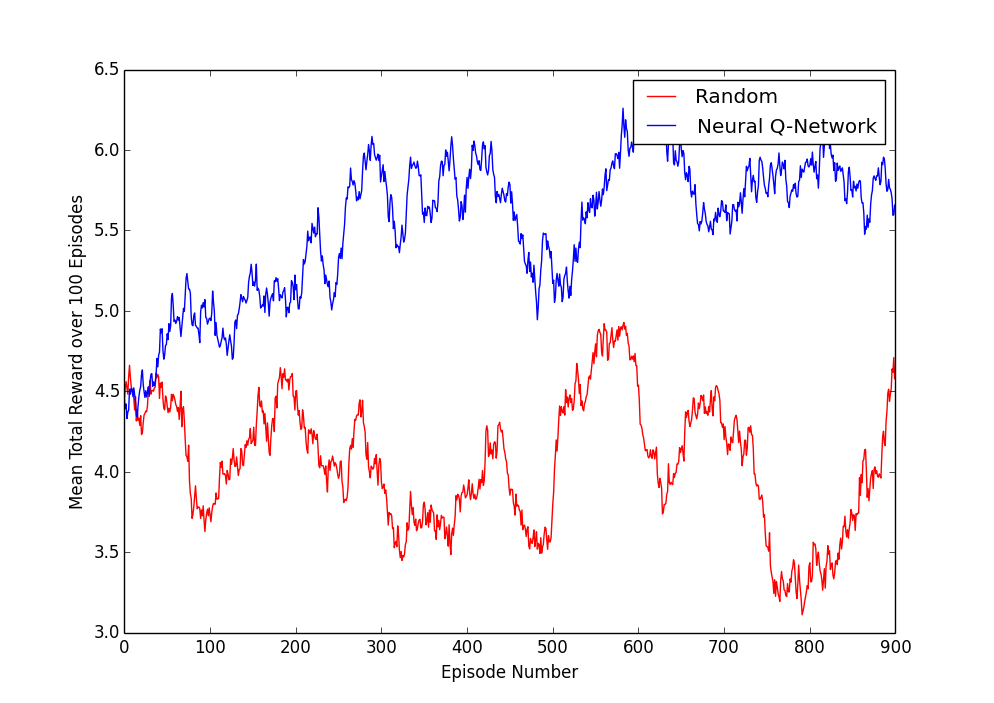 6.5
6.0
5.5
5.0
4.5
4.0
3.5
3.0
Mean Total Reward over 100 Episodes
Random
Neural Q-Network
0 100 200 300 400 500 600 700 800 900
Episode Number